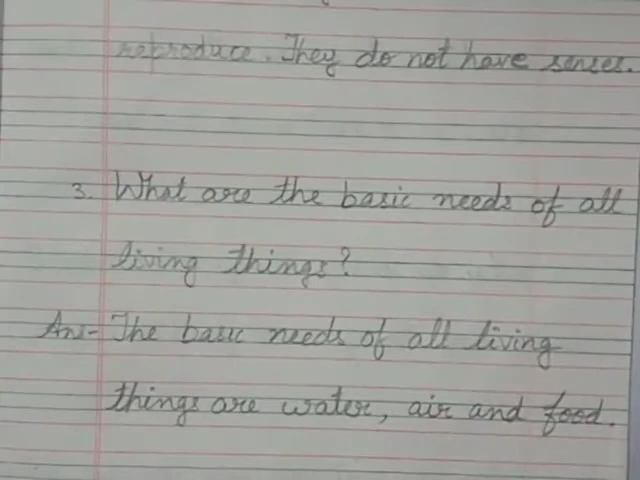 reproduce. They do not have senses.
3. What are the basic needs of all
living things?
Ans- The basic needs of all living
things are water, air and food.